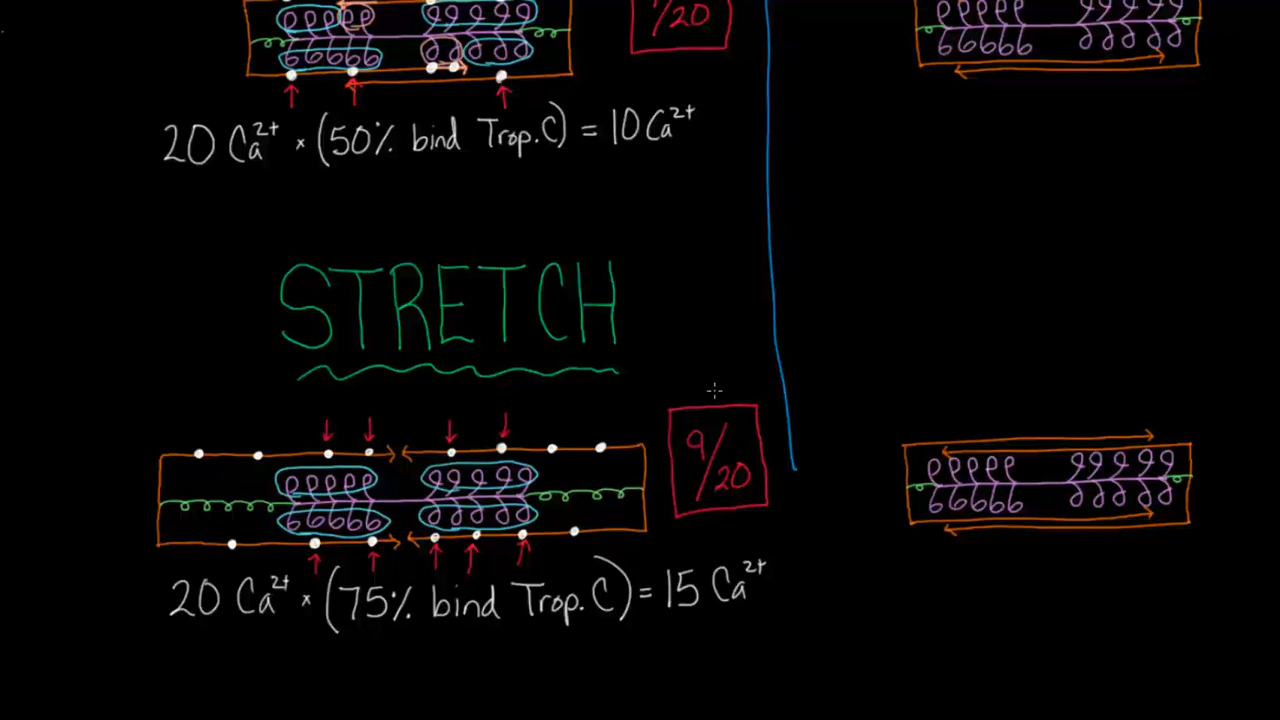 /20
20 Ca²⁺ × (50% bind Trop.C) = 10 Ca²⁺
STRETCH
9/20
20 Ca²⁺ × (75% bind Trop.C) = 15 Ca²⁺